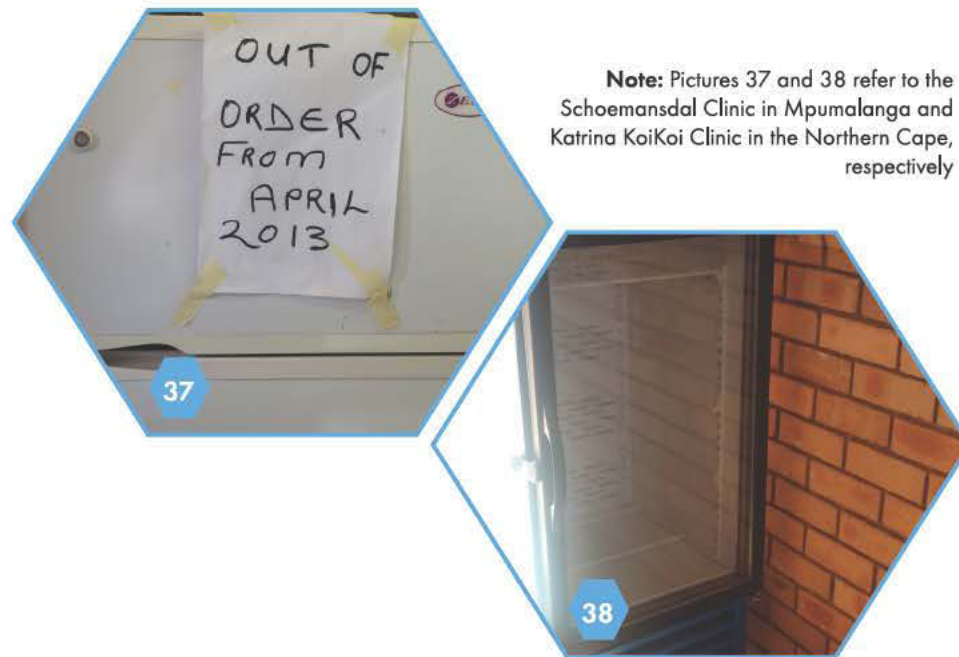 OUT OF
ORDER
FROM
APRIL
2013
37
Note: Pictures 37 and 38 refer to the
Schoemansdal Clinic in Mpumalanga and
Katrina KoiKoi Clinic in the Northern Cape,
respectively
38